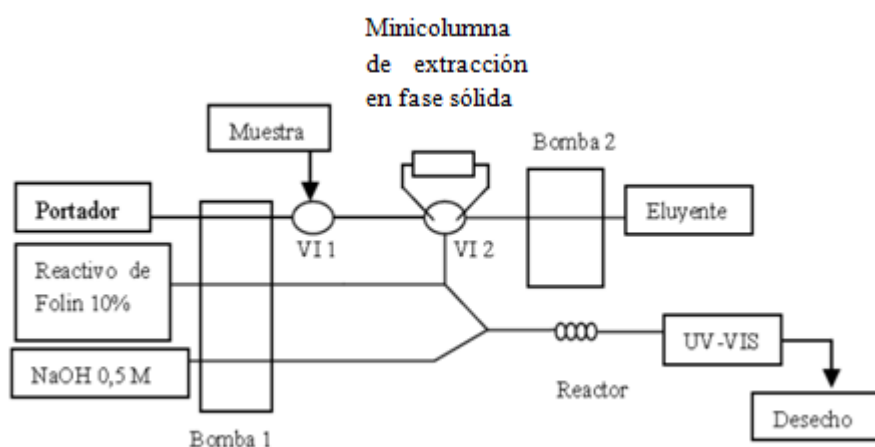 Minicolumna
de extracción
en fase sólida
Muestra
Bomba 2
Portador
Eluyente
VI 1
VI 2
Reactivo de
Folin 10%
UV-VIS
NaOH 0,5 M
Reactor
Desecho
Bomba 1